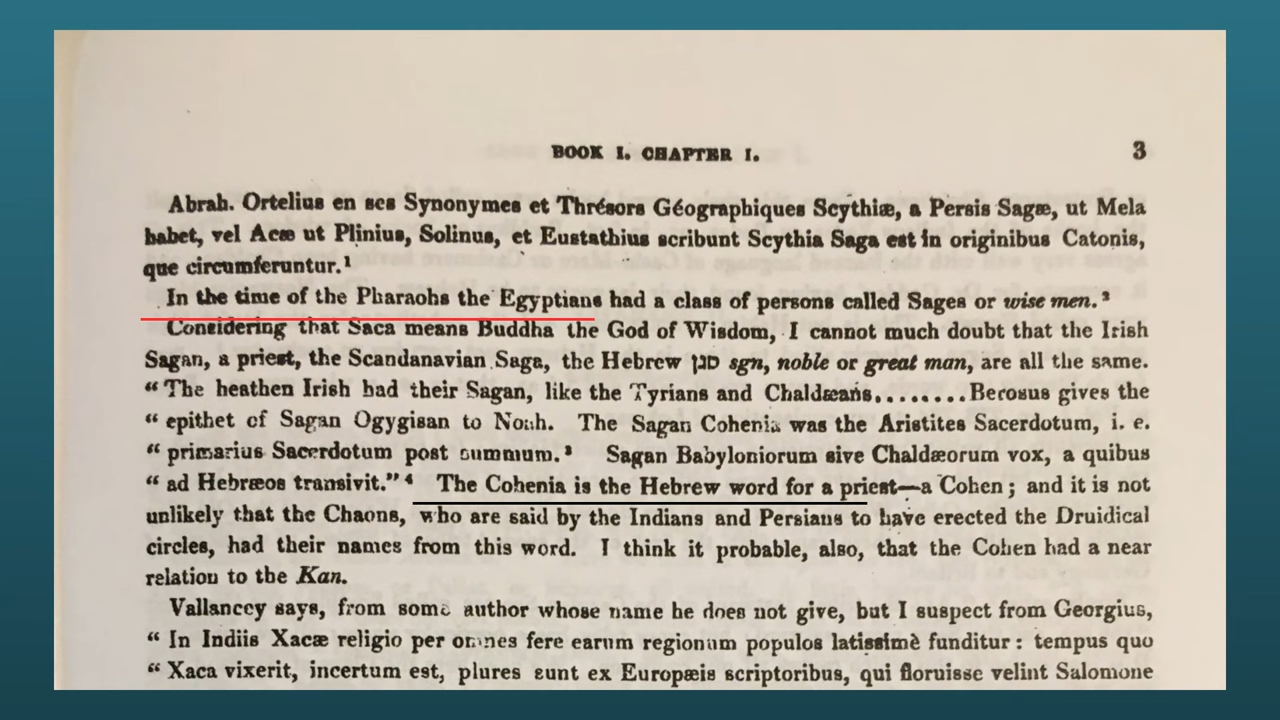 BOOK I. CHAPTER I. 3
Abrah. Ortelius en ses Synonymes et Thrésors Géographiques Scythiæ, a Persis Sagæ, ut Mela
habet, vel Acæ ut Plinius, Solinus, et Eustathius scribunt Scythia Saga est in originibus Catonis,
que circumferuntur.¹
In the time of the Pharaohs the Egyptians had a class of persons called Sages or wise men.²
Considering that Saca means Buddha the God of Wisdom, I cannot much doubt that the Irish
Sagan, a priest, the Scandanavian Saga, the Hebrew סגן sgn, noble or great man, are all the same.
“ The heathen Irish had their Sagan, like the Tyrians and Chaldæans........Berosus gives the
“ epithet of Sagan Ogygisan to Noah. The Sagan Cohenia was the Aristites Sacerdotum, i. e.
“ primarius Sacerdotum post summum.³ Sagan Babyloniorum sive Chaldæorum vox, a quibus
“ ad Hebræos transivit.”⁴ The Cohenia is the Hebrew word for a priest—a Cohen; and it is not
unlikely that the Chaons, who are said by the Indians and Persians to have erected the Druidical
circles, had their names from this word. I think it probable, also, that the Cohen had a near
relation to the Kan.
Vallancey says, from some author whose name he does not give, but I suspect from Georgius,
“ In Indiis Xacæ religio per omnes fere earum regionum populos latissimè funditur: tempus quo
“ Xaca vixerit, incertum est, plures sunt ex Europæis scriptoribus, qui floruisse velint Salomone